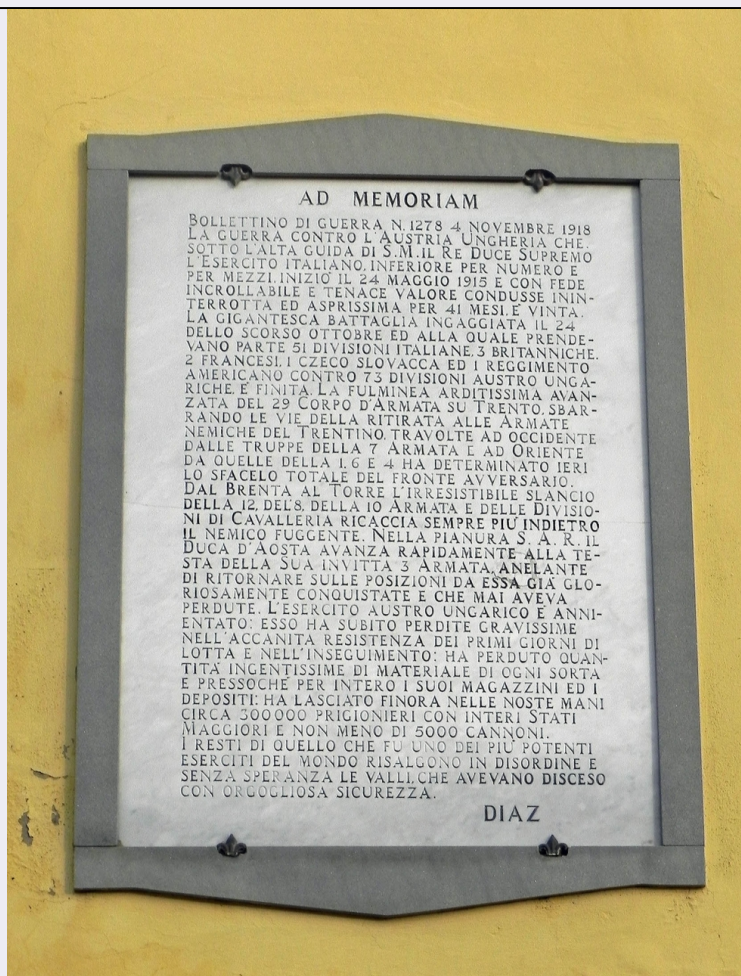 AD MEMORIAM
BOLLETTINO DI GUERRA N. 1278 4 NOVEMBRE 1918
LA GUERRA CONTRO L'AUSTRIA UNGHERIA CHE.
SOTTO L'ALTA GUIDA DI S.M. IL RE DUCE SUPREMO
L'ESERCITO ITALIANO, INFERIORE PER NUMERO E
PER MEZZI, INIZIO' IL 24 MAGGIO 1915 E CON FEDE
INCROLLABILE E TENACE VALORE CONDUSSE ININ-
TERROTTA ED ASPRISSIMA PER 41 MESI, E' VINTA.
LA GIGANTESCA BATTAGLIA INGAGGIATA IL 24
DELLO SCORSO OTTOBRE ED ALLA QUALE PRENDE-
VANO PARTE 51 DIVISIONI ITALIANE, 3 BRITANNICHE,
2 FRANCESI, 1 CZECO SLOVACCA ED 1 REGGIMENTO
AMERICANO CONTRO 73 DIVISIONI AUSTRO UNGA-
RICHE, E' FINITA. LA FULMINEA ARDITISSIMA AVAN-
ZATA DEL 29 CORPO D'ARMATA SU TRENTO, SBAR-
RANDO LE VIE DELLA RITIRATA ALLE ARMATE
NEMICHE DEL TRENTINO, TRAVOLTE AD OCCIDENTE
DALLE TRUPPE DELLA 7 ARMATA E AD ORIENTE
DA QUELLE DELLA 1, 6 E 4 HA DETERMINATO IERI
LO SFACELO TOTALE DEL FRONTE AVVERSARIO.
DAL BRENTA AL TORRE L'IRRESISTIBILE SLANCIO
DELLA 12, DEL'8, DELLA 10 ARMATA E DELLE DIVISIO-
NI DI CAVALLERIA RICACCIA SEMPRE PIU' INDIETRO
IL NEMICO FUGGENTE. NELLA PIANURA S. A. R. IL
DUCA D'AOSTA AVANZA RAPIDAMENTE ALLA TE-
STA DELLA SUA INVITTA 3 ARMATA, ANELANTE
DI RITORNARE SULLE POSIZIONI DA ESSA GIA' GLO-
RIOSAMENTE CONQUISTATE E CHE MAI AVEVA
PERDUTE. L'ESERCITO AUSTRO UNGARICO E' ANNI-
ENTATO: ESSO HA SUBITO PERDITE GRAVISSIME
NELL'ACCANITA RESISTENZA DEI PRIMI GIORNI DI
LOTTA E NELL'INSEGUIMENTO: HA PERDUTO QUAN-
TITA' INGENTISSIME DI MATERIALE DI OGNI SORTA
E PRESSOCHE' PER INTERO I SUOI MAGAZZINI ED I
DEPOSITI: HA LASCIATO FINORA NELLE NOSTE MANI
CIRCA 300000 PRIGIONIERI CON INTERI STATI
MAGGIORI E NON MENO DI 5000 CANNONI.
I RESTI DI QUELLO CHE FU UNO DEI PIU' POTENTI
ESERCITI DEL MONDO RISALGONO IN DISORDINE E
SENZA SPERANZA LE VALLI, CHE AVEVANO DISCESO
CON ORGOGLIOSA SICUREZZA.
DIAZ